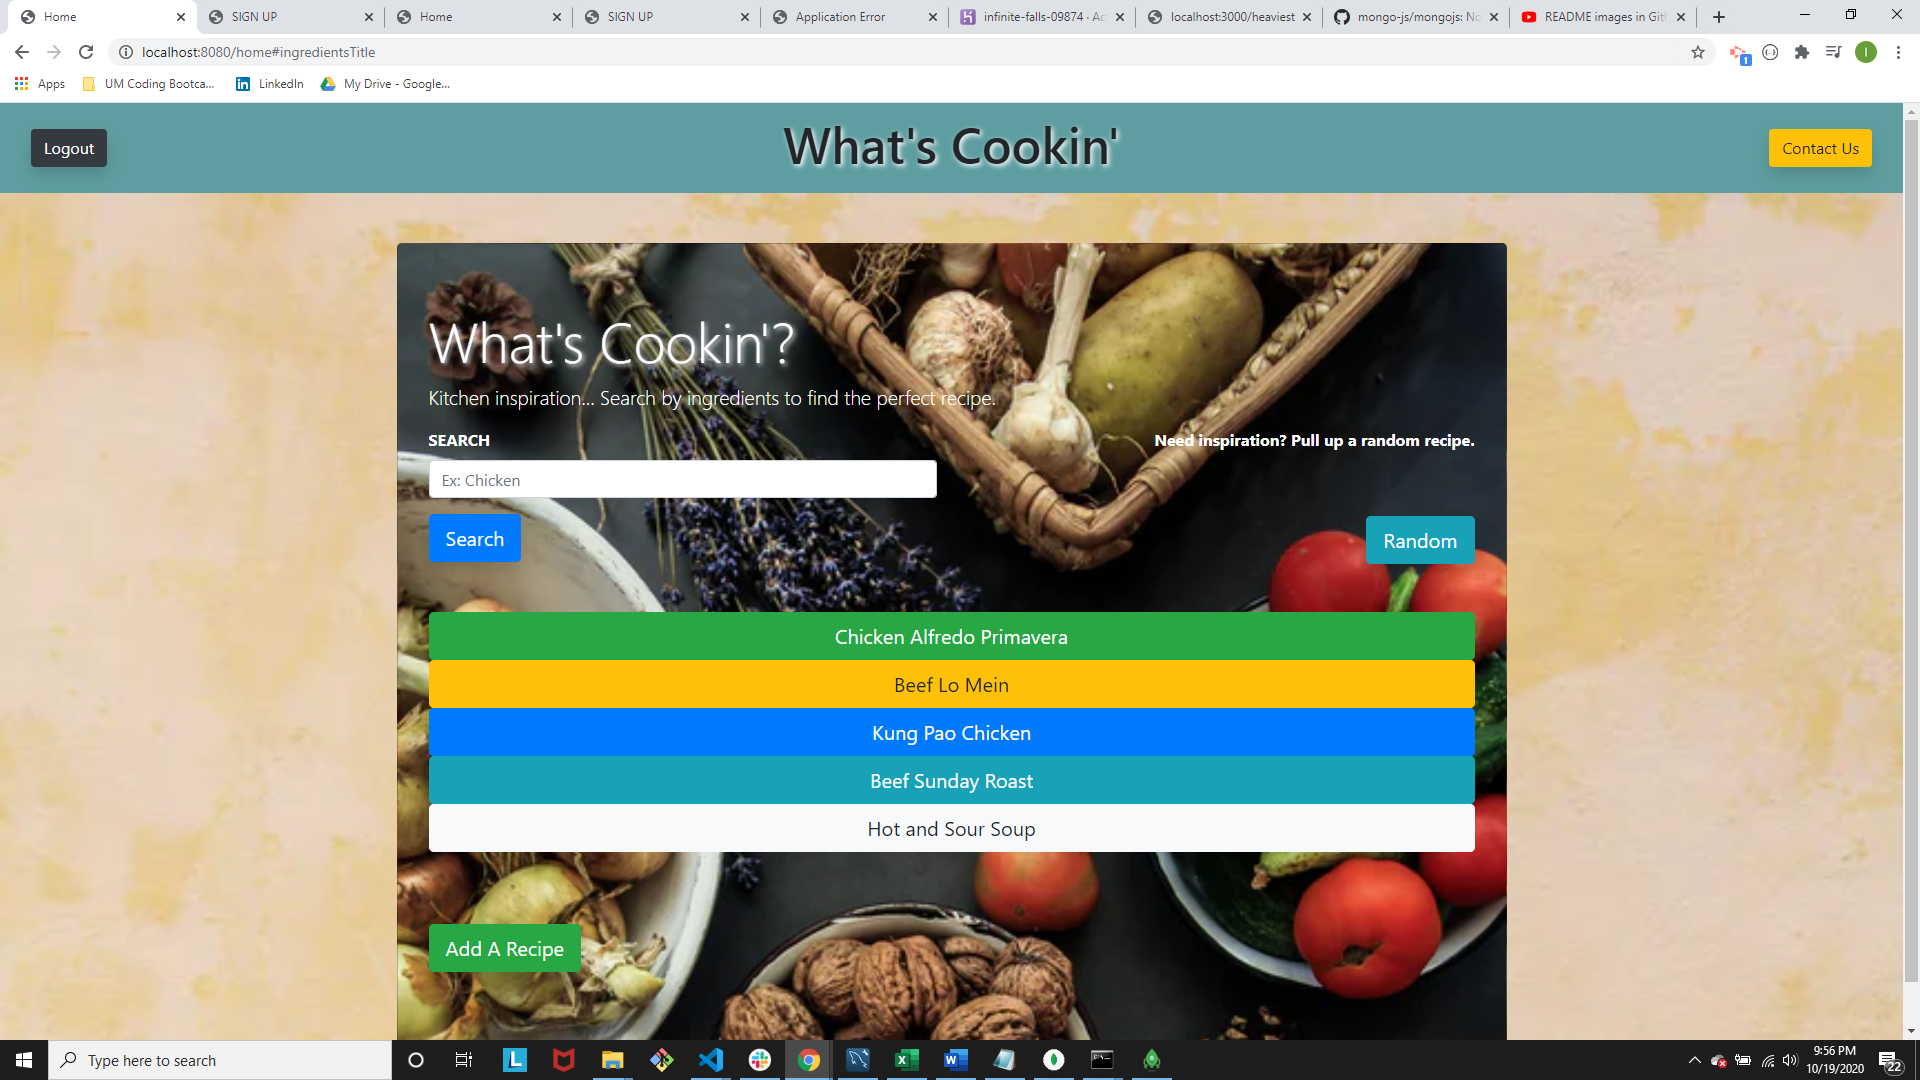 Home
SIGN UP
Home
SIGN UP
Application Error
infinite-falls-09874 · Ac
localhost:3000/heaviest
mongo-js/mongojs: No
README images in Gith
localhost:8080/home#ingredientsTitle
1
I
Apps
UM Coding Bootca...
LinkedIn
My Drive - Google...
Logout
What's Cookin'
Contact Us
What's Cookin'?
Kitchen inspiration... Search by ingredients to find the perfect recipe.
SEARCH
Need inspiration? Pull up a random recipe.
Ex: Chicken
Search
Random
Chicken Alfredo Primavera
Beef Lo Mein
Kung Pao Chicken
Beef Sunday Roast
Hot and Sour Soup
Add A Recipe
Type here to search
9:56 PM
10/19/2020
22